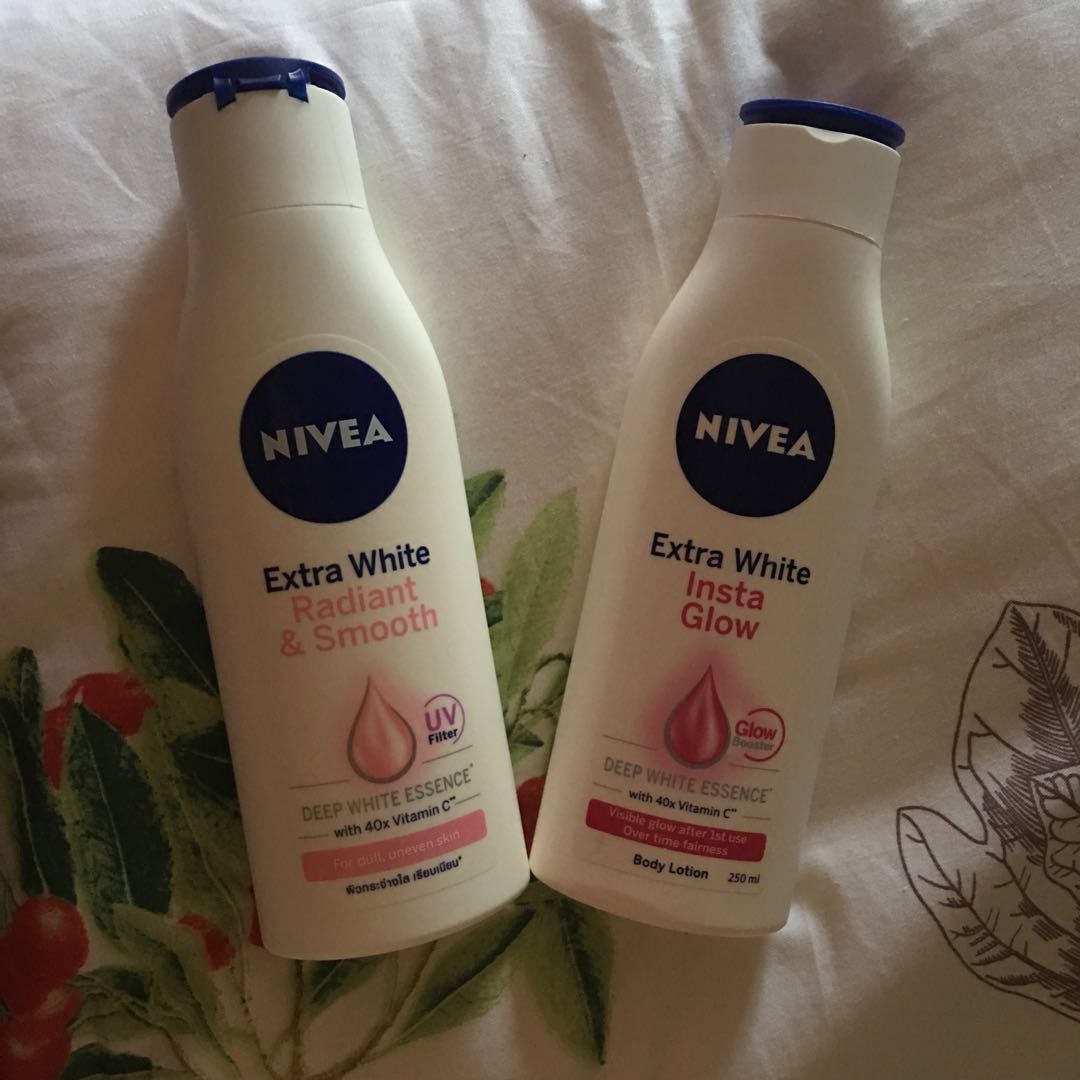 NIVEA
Extra White
Radiant
& Smooth
UV
Filter
DEEP WHITE ESSENCE*
with 40x Vitamin C**
For dull, uneven skin
ผิวกระจ่างใส เรียบเนียน*
NIVEA
Extra White
Insta
Glow
Glow
Booster
DEEP WHITE ESSENCE*
with 40x Vitamin C**
Visible glow after 1st use
Over time fairness
Body Lotion 250 ml